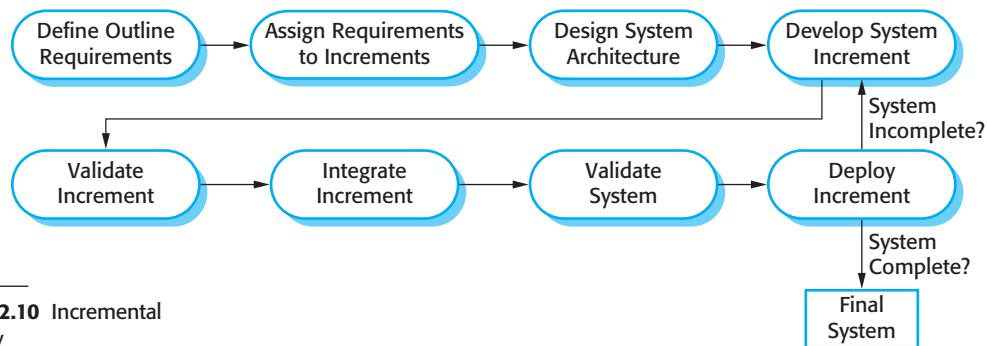 Define Outline
Requirements
Assign Requirements
to Increments
Design System
Architecture
Develop System
Increment
System
Incomplete?
Validate
Increment
Integrate
Increment
Validate
System
Deploy
Increment
System
Complete?
2.10 Incremental
Final
System